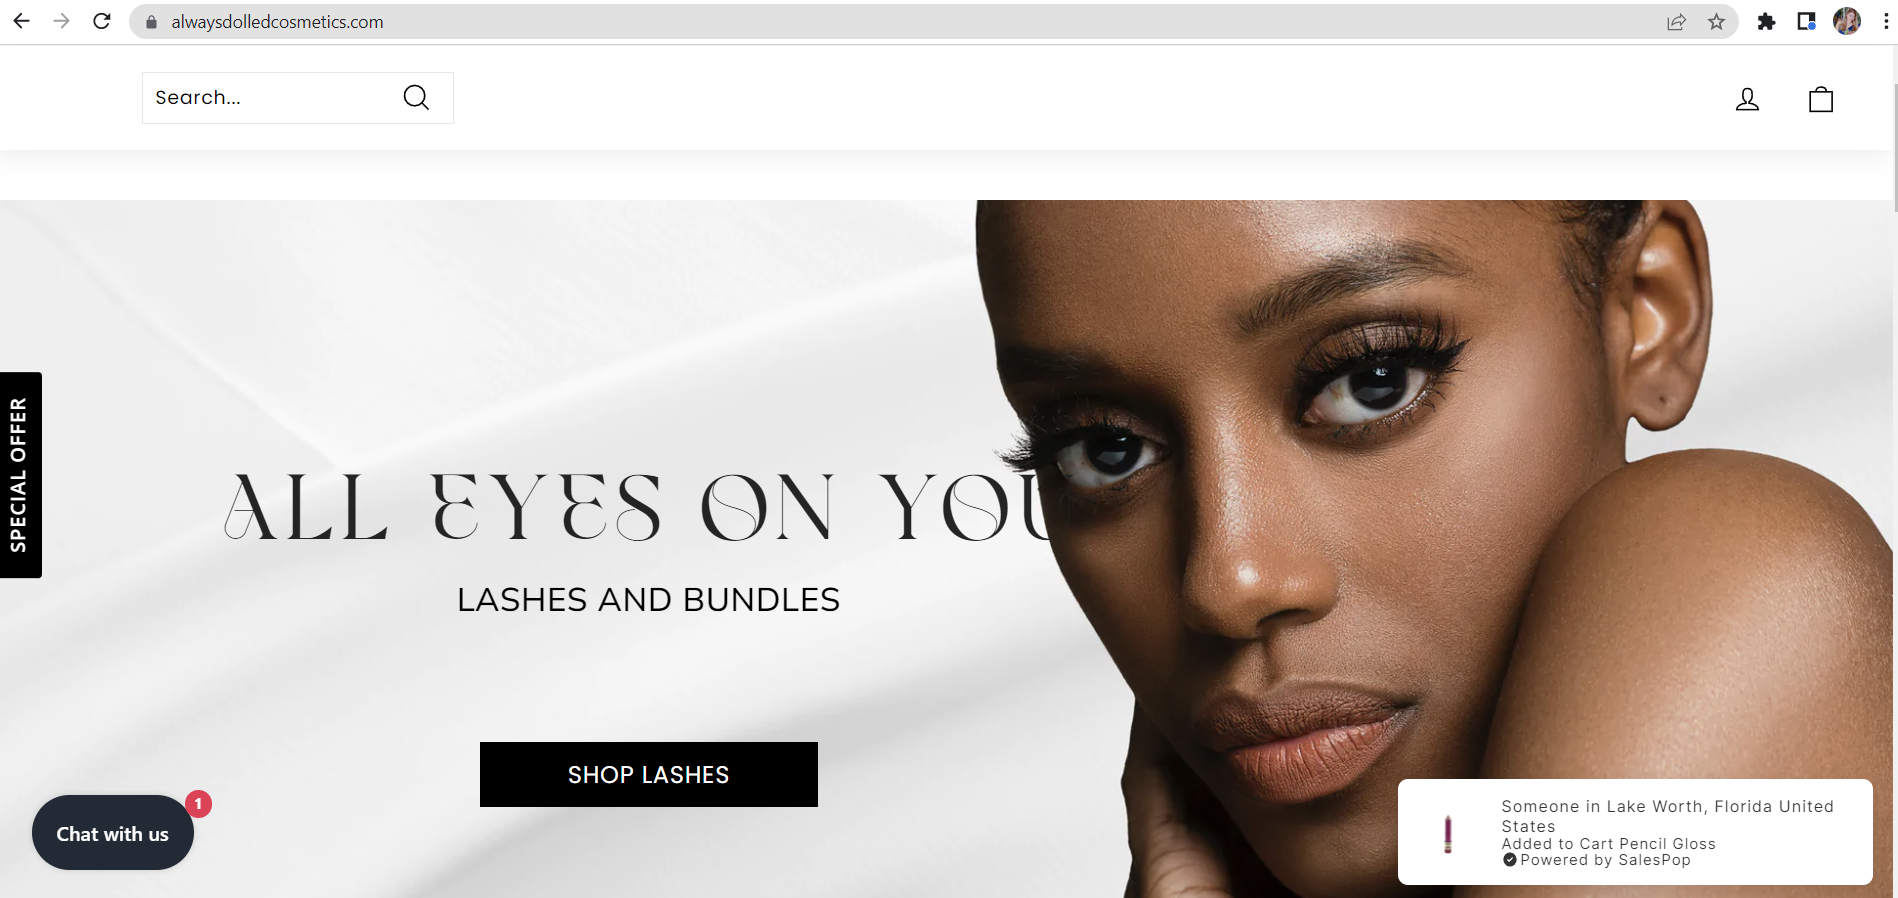 alwaysdolledcosmetics.com
Search...
SPECIAL OFFER
ALL EYES ON YOU
LASHES AND BUNDLES
SHOP LASHES
Chat with us
1
Someone in Lake Worth, Florida United
States
Added to Cart Pencil Gloss
Powered by SalesPop